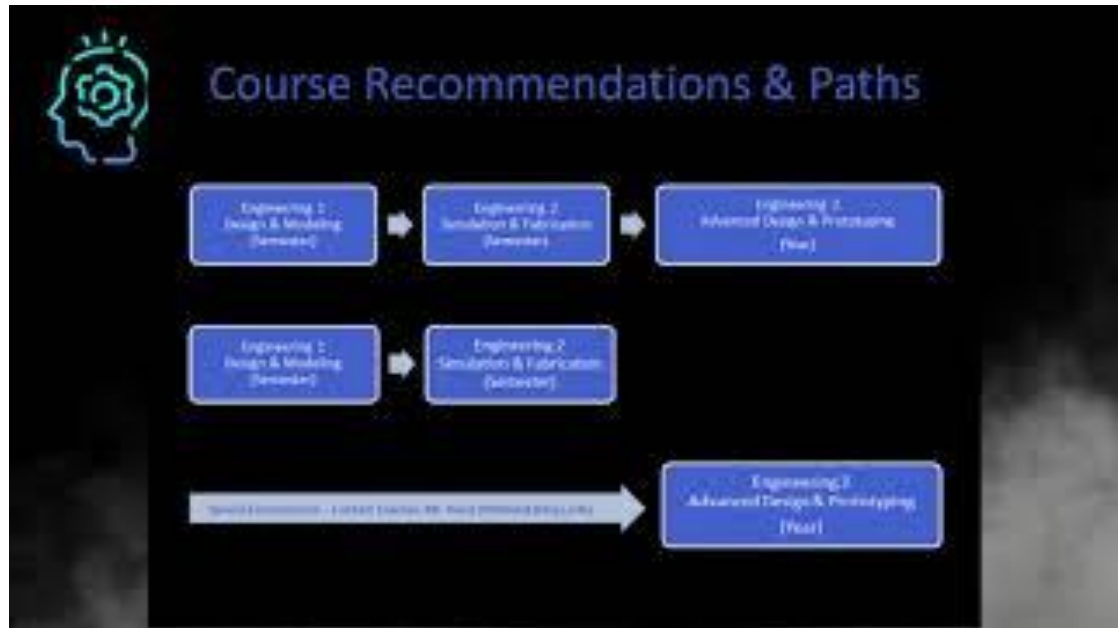 Course Recommendations & Paths
Engineering 1
Design & Modeling
(Semester)
Engineering 2
Simulation & Fabrication
(Semester)
Engineering 3
Advanced Design & Prototyping
(Year)
Engineering 1
Design & Modeling
(Semester)
Engineering 2
Simulation & Fabrication
(Semester)
Engineering 3
Advanced Design & Prototyping
(Year)